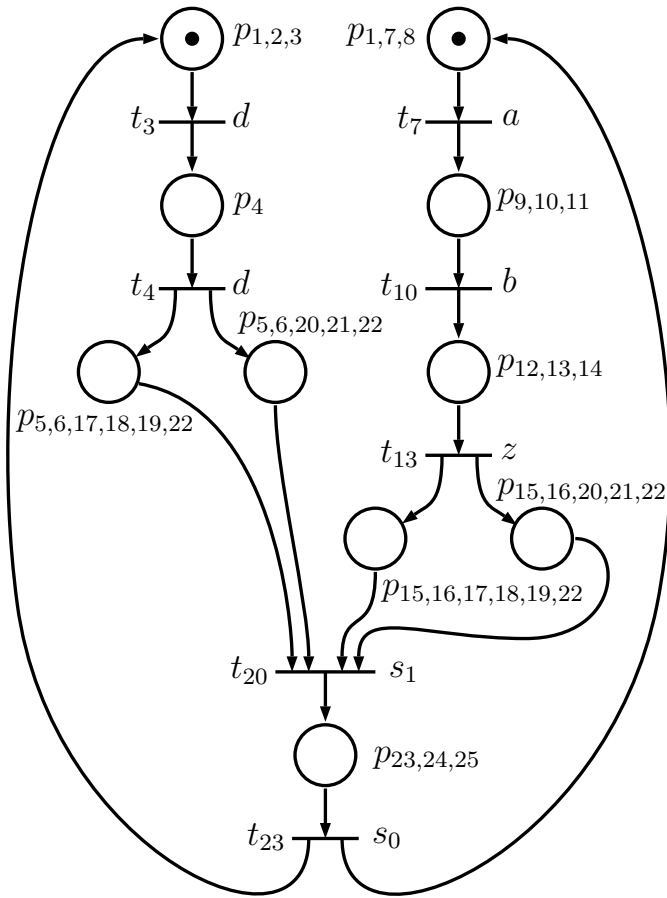 p1,2,3 p1,7,8
t3 d t7 a
p4 p9,10,11
t4 d t10 b
p5,6,20,21,22
p12,13,14
p5,6,17,18,19,22
t13 z
p15,16,20,21,22
p15,16,17,18,19,22
t20 s1
p23,24,25
t23 s0